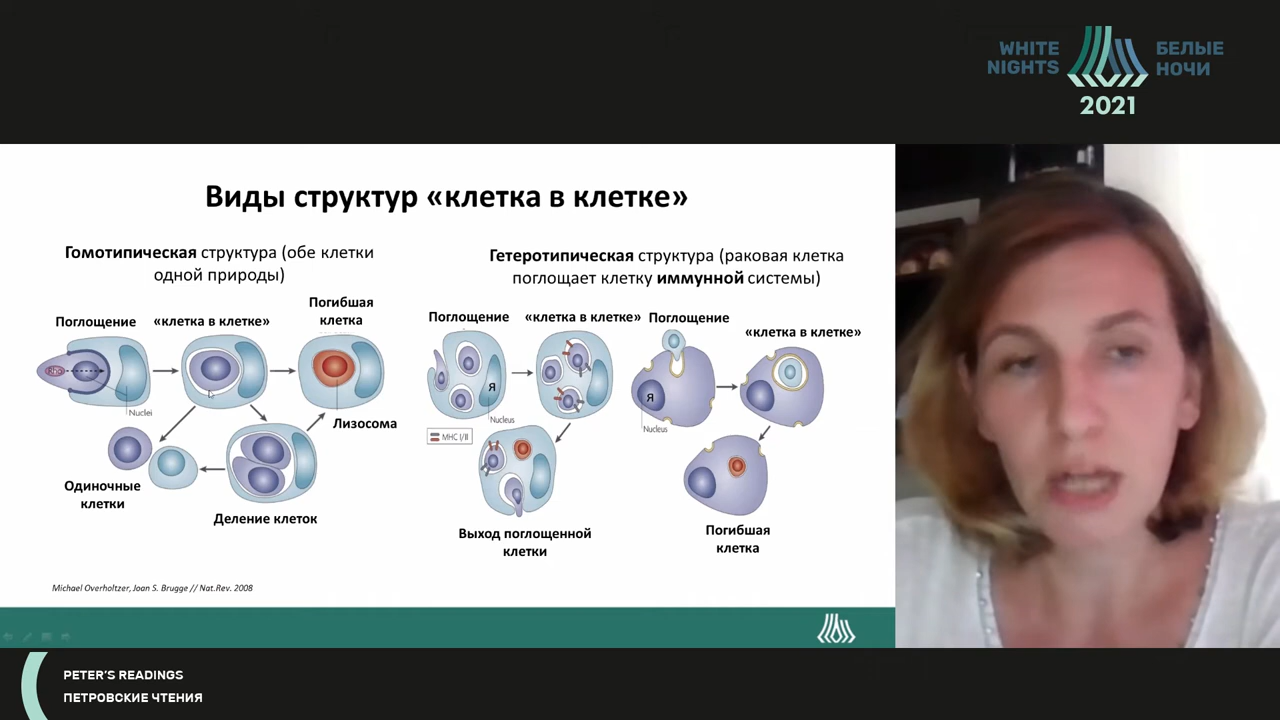 WHITE
NIGHTS
БЕЛЫЕ
НОЧИ
2021
Виды структур «клетка в клетке»
Гомотипическая структура (обе клетки
одной природы)
Гетеротипическая структура (раковая клетка
поглощает клетку иммунной системы)
Поглощение
«клетка в клетке»
Погибшая
клетка
Rho
Nuclei
Лизосома
Одиночные
клетки
Деление клеток
Поглощение
«клетка в клетке»
Я
Nucleus
MHC I/II
Выход поглощенной
клетки
Поглощение
«клетка в клетке»
Я
Nucleus
Погибшая
клетка
Michael Overholtzer, Joan S. Brugge // Nat.Rev. 2008
PETER'S READINGS
ПЕТРОВСКИЕ ЧТЕНИЯ